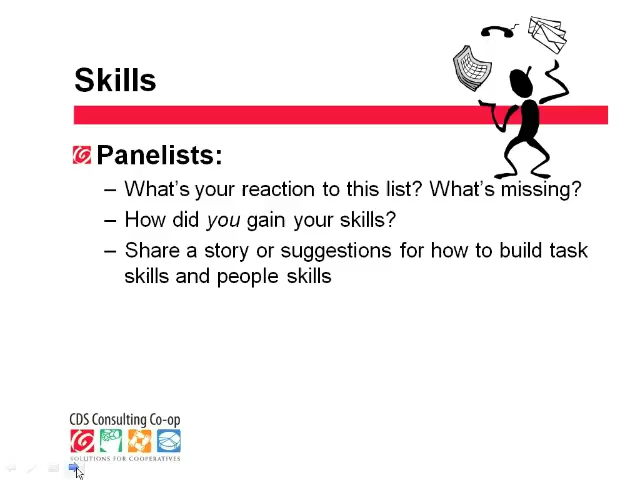 Skills
Panelists:
– What's your reaction to this list? What's missing?
– How did you gain your skills?
– Share a story or suggestions for how to build task
skills and people skills
CDS Consulting Co-op
SOLUTIONS FOR COOPERATIVES